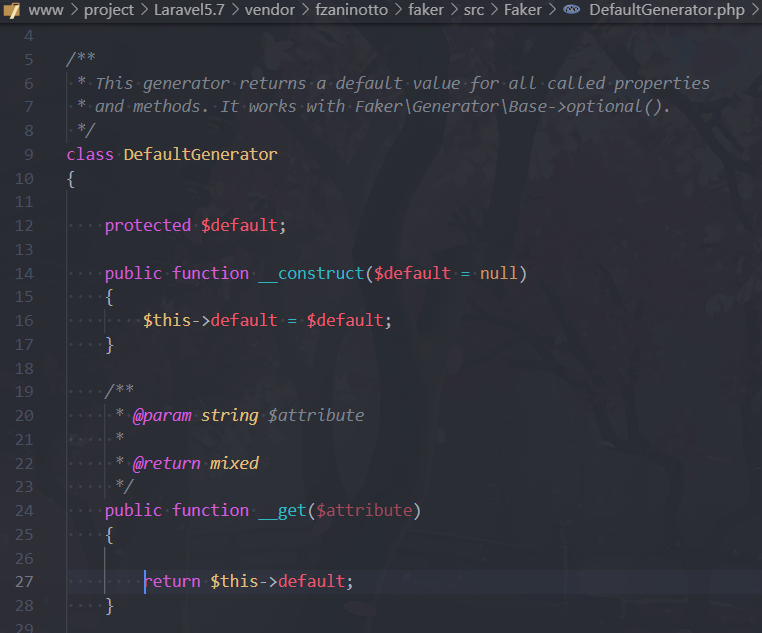 www > project > Laravel5.7 > vendor > fzaninotto > faker > src > Faker > DefaultGenerator.php >
4
5 /**
6  * This generator returns a default value for all called properties
7  * and methods. It works with Faker\Generator\Base->optional().
8  */
9 class DefaultGenerator
10 {
11
12     protected $default;
13
14     public function __construct($default = null)
15     {
16         $this->default = $default;
17     }
18
19     /**
20      * @param string $attribute
21      *
22      * @return mixed
23      */
24     public function __get($attribute)
25     {
26
27         return $this->default;
28     }
29